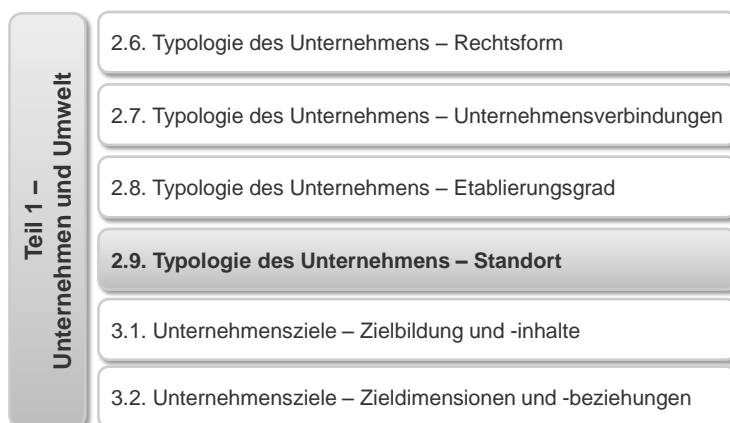 Teil 1 –
Unternehmen und Umwelt
2.6. Typologie des Unternehmens – Rechtsform
2.7. Typologie des Unternehmens – Unternehmensverbindungen
2.8. Typologie des Unternehmens – Etablierungsgrad
2.9. Typologie des Unternehmens – Standort
3.1. Unternehmensziele – Zielbildung und -inhalte
3.2. Unternehmensziele – Zieldimensionen und -beziehungen